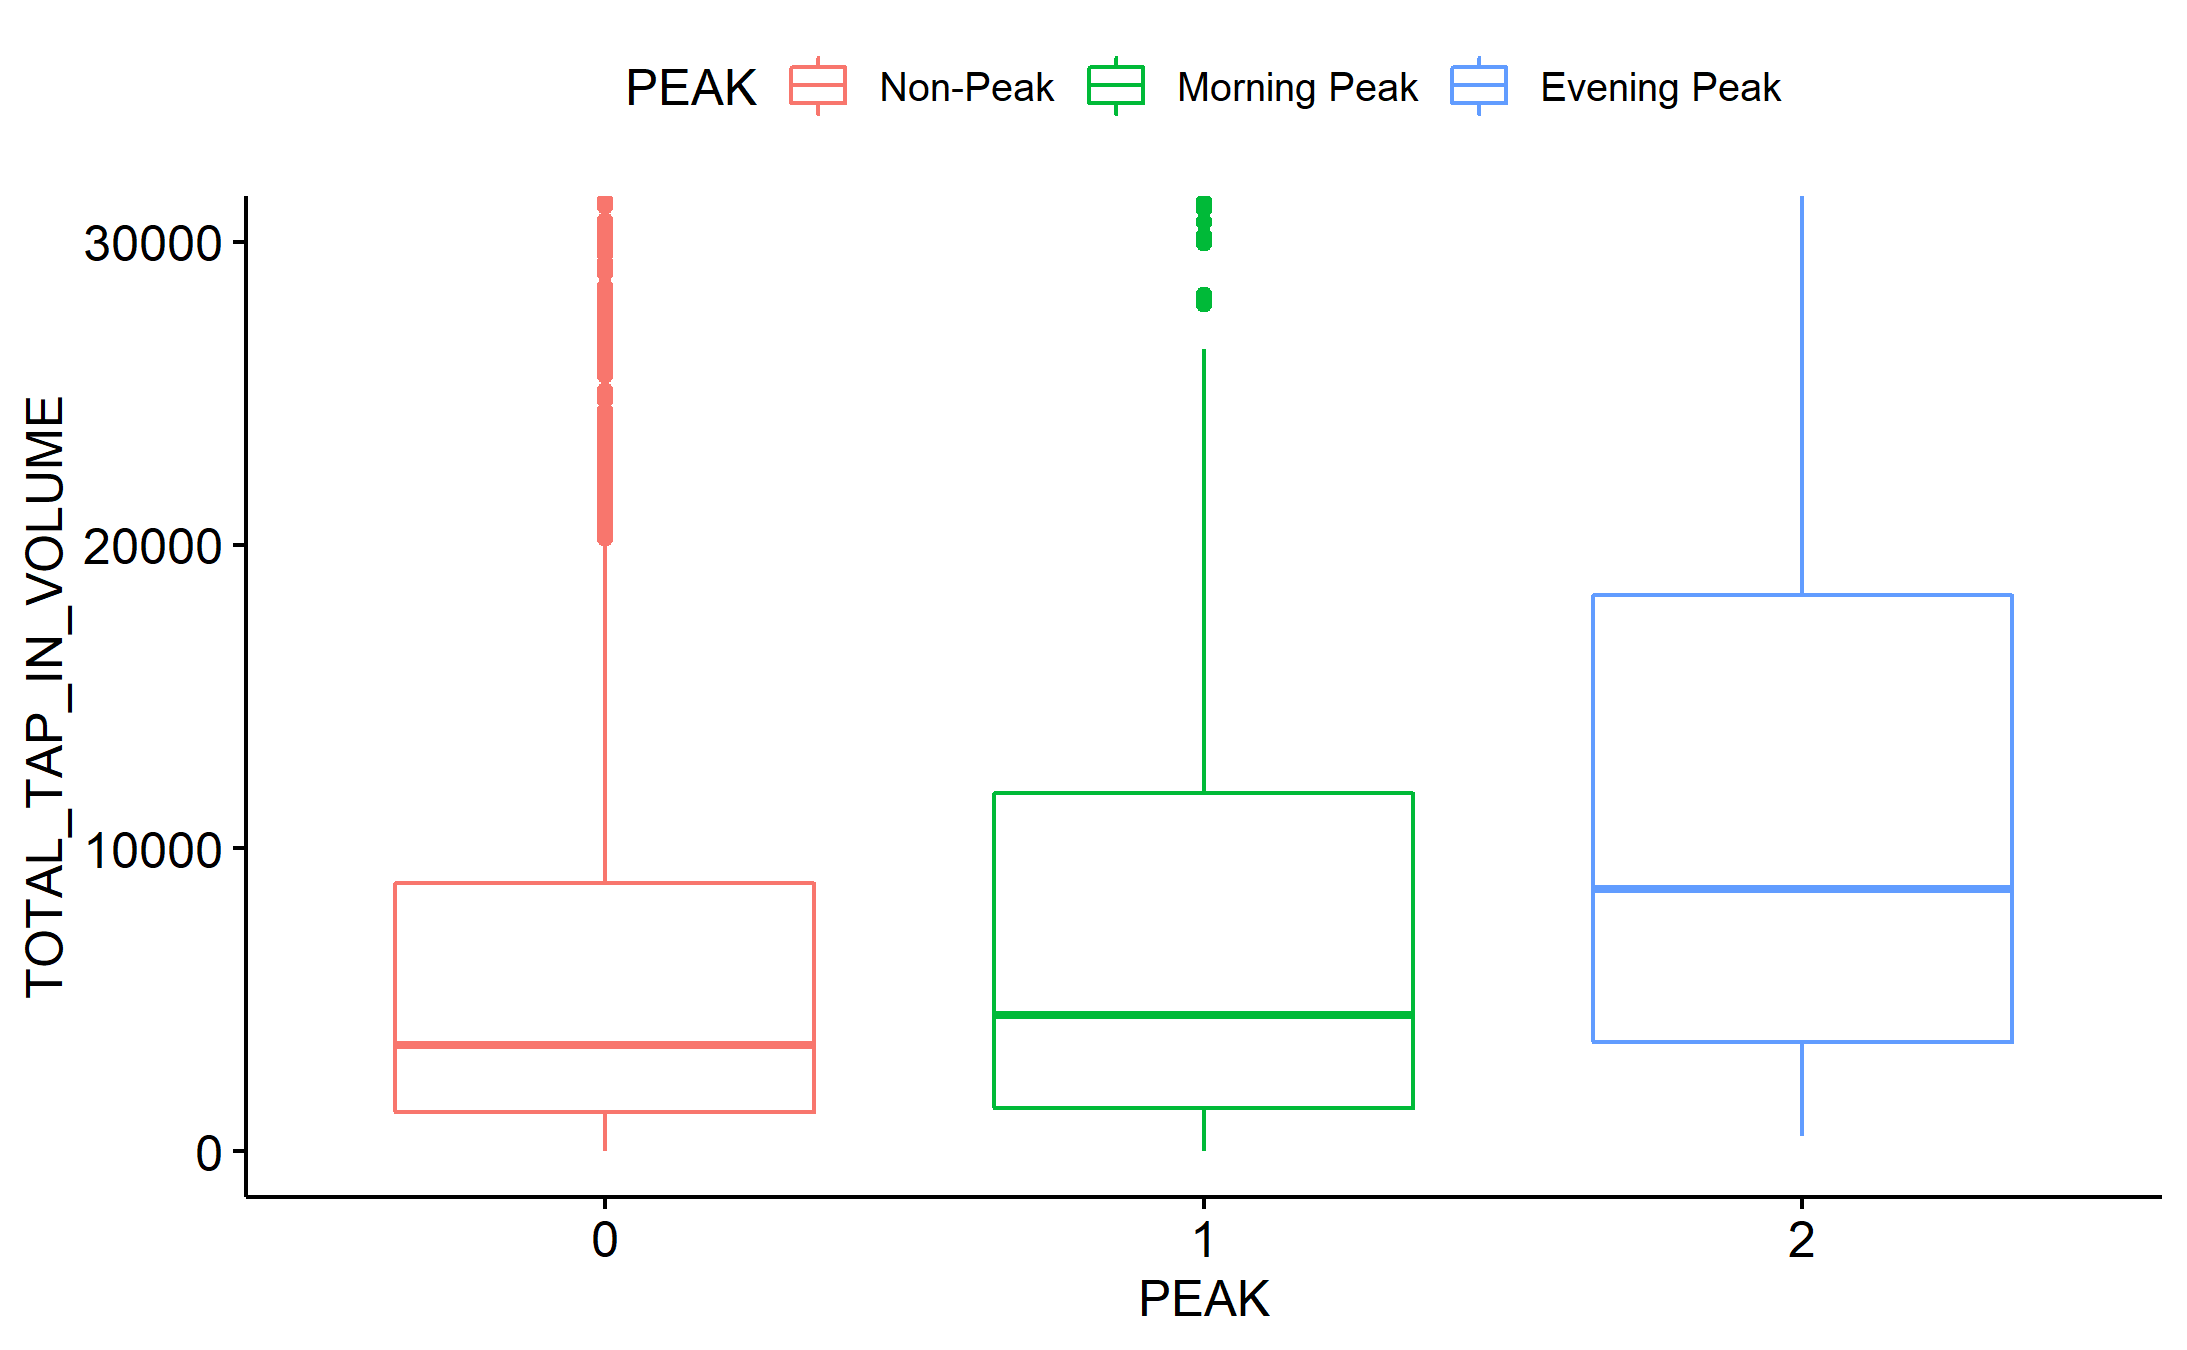 PEAK Non-Peak Morning Peak Evening Peak
TOTAL_TAP_IN_VOLUME
30000
20000
10000
0
0 1 2
PEAK